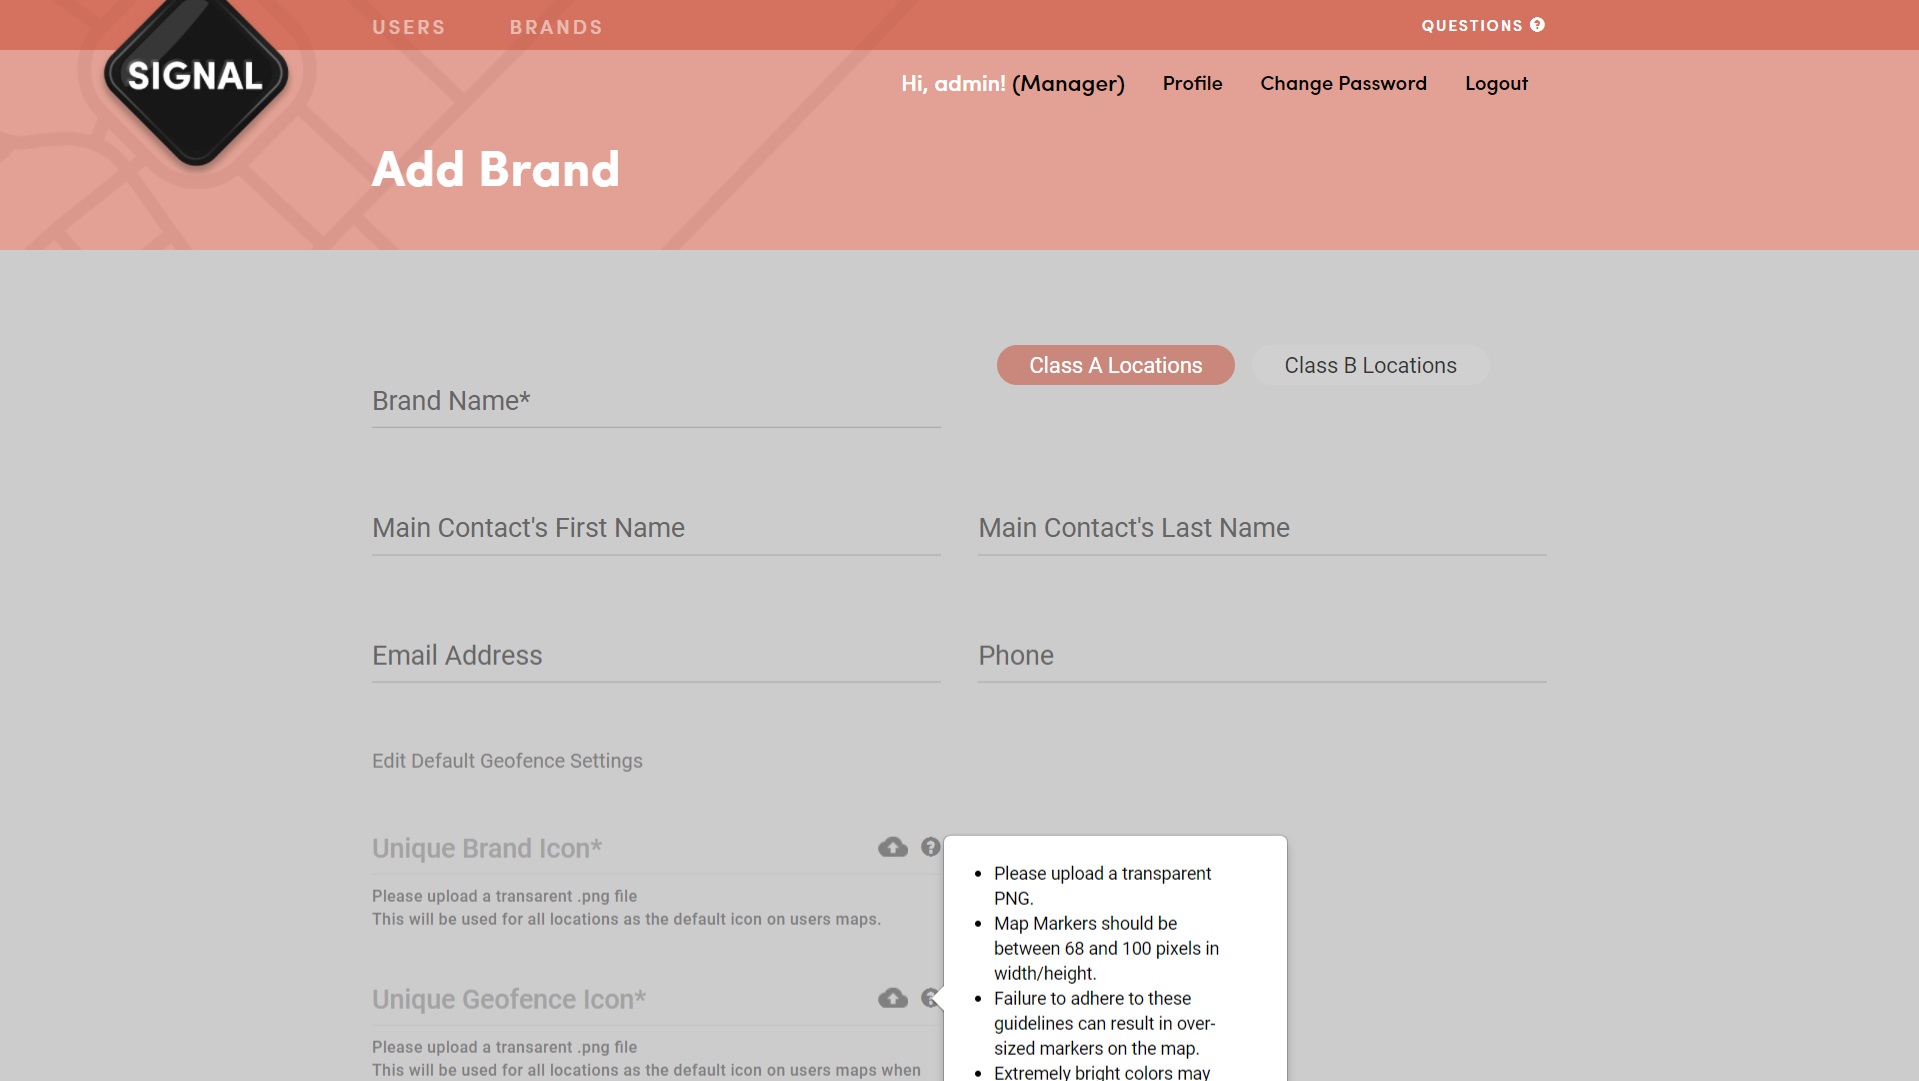 USERS
BRANDS
QUESTIONS ?
SIGNAL
Hi, admin! (Manager)
Profile
Change Password
Logout
Add Brand
Class A Locations
Class B Locations
Brand Name*
Main Contact's First Name
Main Contact's Last Name
Email Address
Phone
Edit Default Geofence Settings
Unique Brand Icon*
?
Please upload a transarent .png file
This will be used for all locations as the default icon on users maps.
Unique Geofence Icon*
?
Please upload a transarent .png file
This will be used for all locations as the default icon on users maps when
• Please upload a transparent
PNG.
• Map Markers should be
between 68 and 100 pixels in
width/height.
• Failure to adhere to these
guidelines can result in over-
sized markers on the map.
• Extremely bright colors may